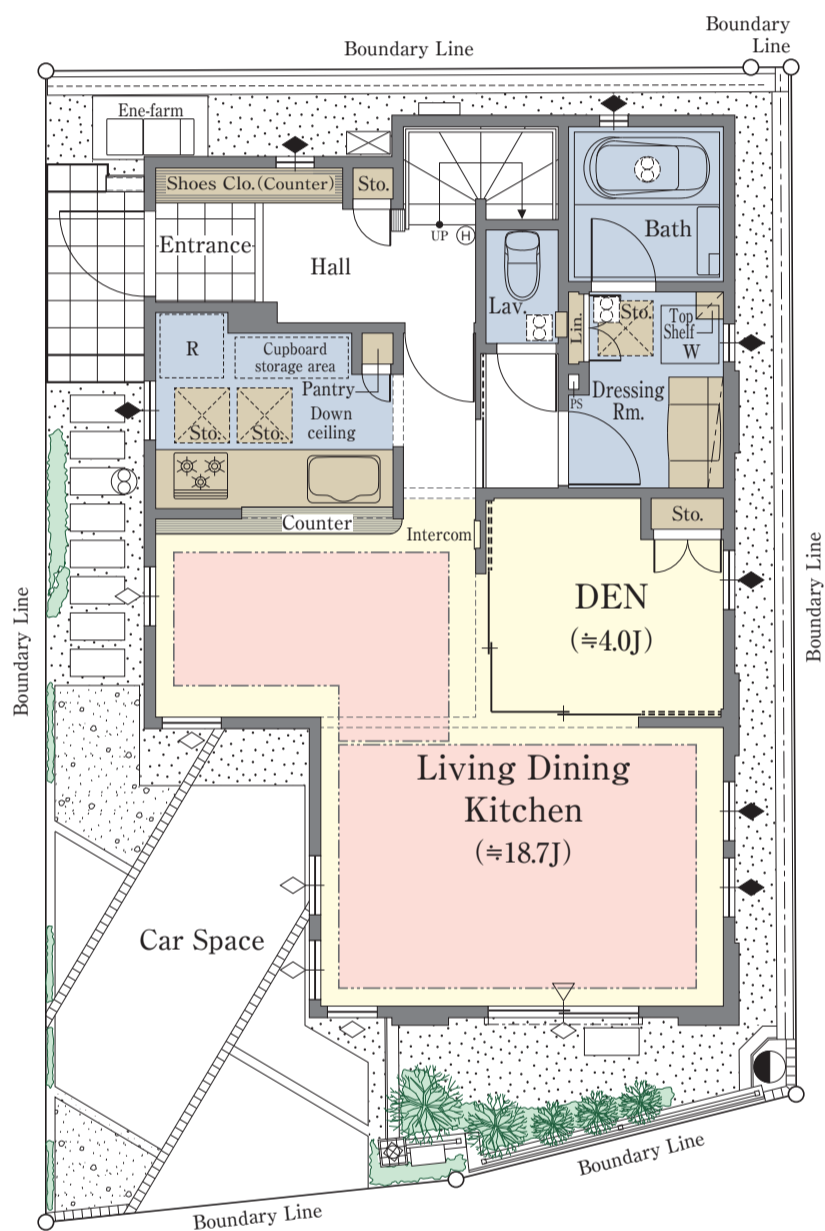 Boundary Line
Boundary
Line
Ene-farm
Shoes Clo.(Counter)
Sto.
Entrance
Hall
UP
H
Bath
Lav.
Lin.
Sto.
Top
Shelf
W
R
Cupboard
storage area
Pantry
Down
ceiling
Sto.
Sto.
PS
Dressing
Rm.
Counter
Intercom
Sto.
DEN
(≒4.0J)
Boundary Line
Boundary Line
Living Dining
Kitchen
(≒18.7J)
Car Space
Boundary Line
Boundary Line